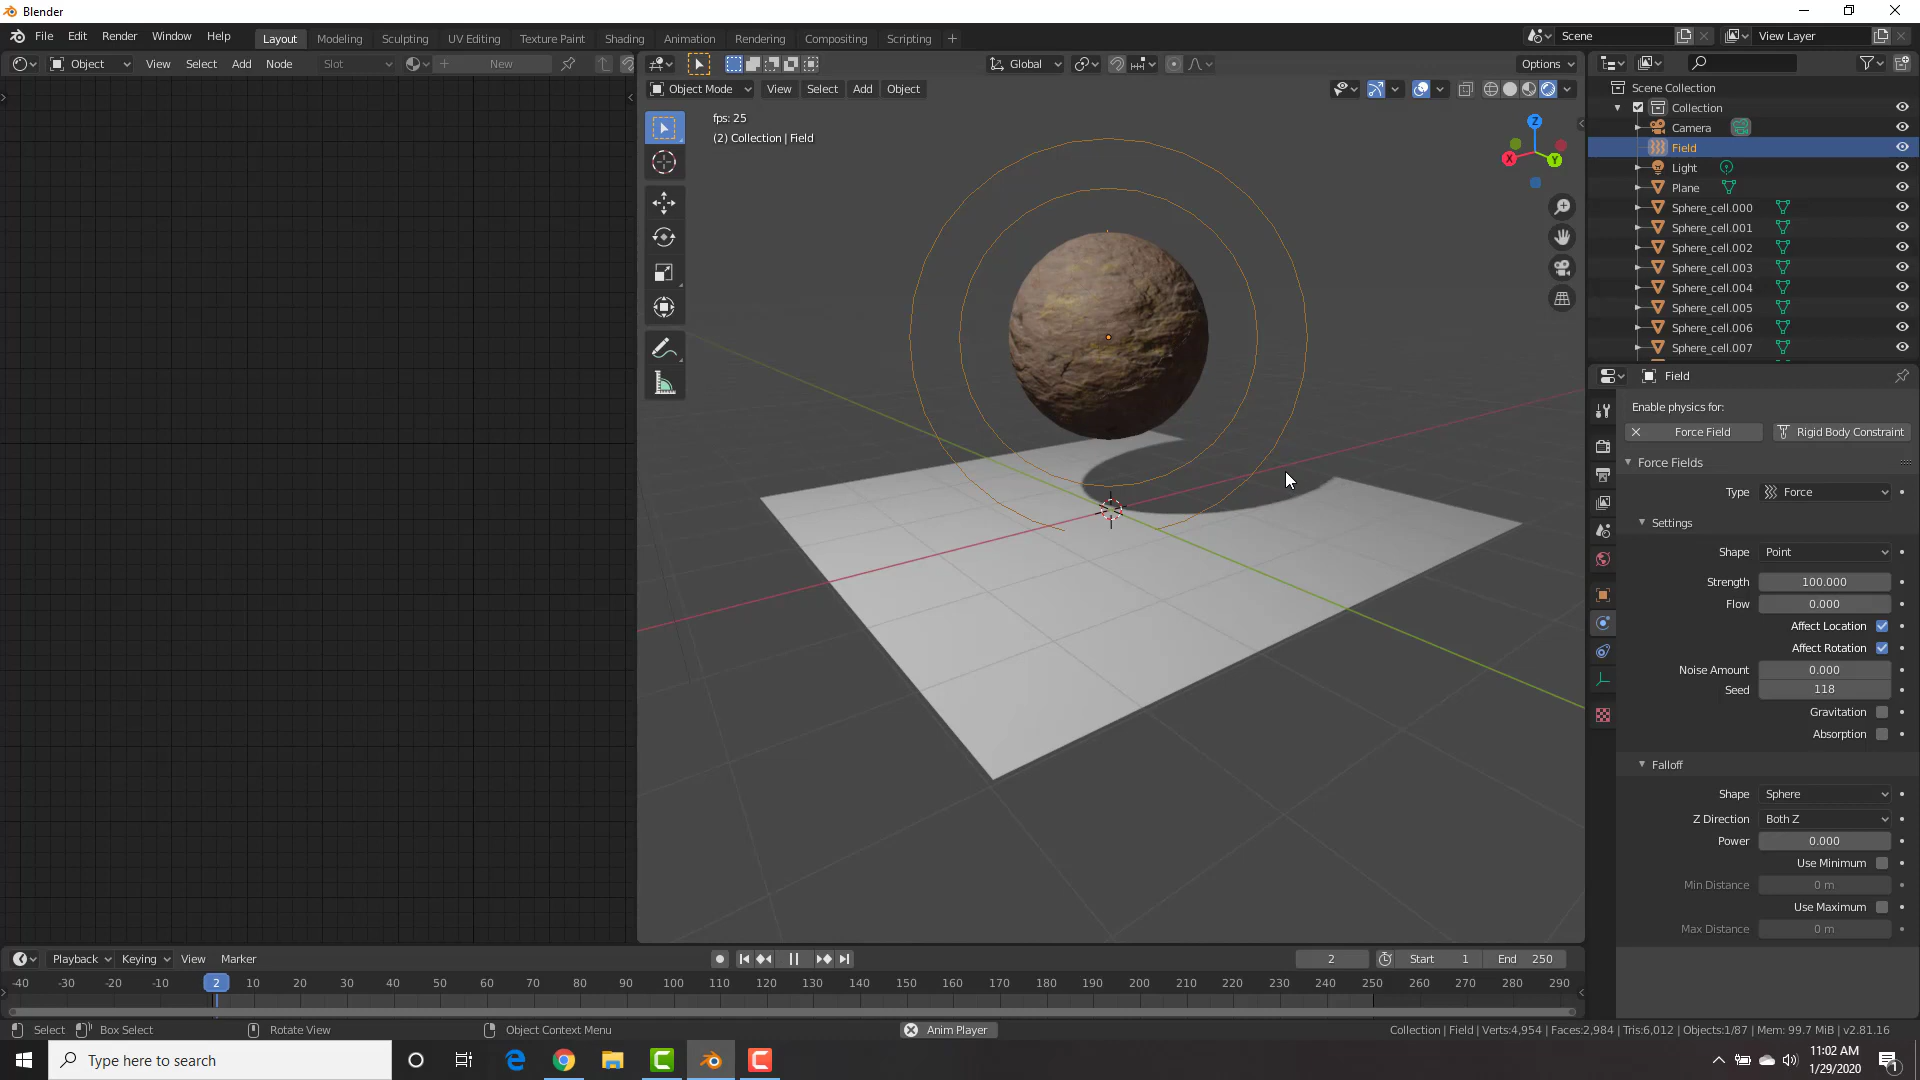 Blender
File Edit Render Window Help
Layout Modeling Sculpting UV Editing Texture Paint Shading Animation Rendering Compositing Scripting +
Scene
View Layer
Object View Select Add Node Slot New
Global
Options
Object Mode View Select Add Object
fps: 25
(2) Collection | Field
Z
X
Y
Scene Collection
Collection
Camera
Field
Light
Plane
Sphere_cell.000
Sphere_cell.001
Sphere_cell.002
Sphere_cell.003
Sphere_cell.004
Sphere_cell.005
Sphere_cell.006
Sphere_cell.007
Field
Enable physics for:
Force Field
Rigid Body Constraint
Force Fields
Type Force
Settings
Shape Point
Strength 100.000
Flow 0.000
Affect Location
Affect Rotation
Noise Amount 0.000
Seed 118
Gravitation
Absorption
Falloff
Shape Sphere
Z Direction Both Z
Power 0.000
Use Minimum
Min Distance 0 m
Use Maximum
Max Distance 0 m
Playback Keying View Marker
2
Start 1
End 250
-40 -30 -20 -10 2 10 20 30 40 50 60 70 80 90 100 110 120 130 140 150 160 170 180 190 200 210 220 230 240 250 260 270 280 290
Select Box Select Rotate View Object Context Menu Anim Player
Collection | Field | Verts:4,954 | Faces:2,984 | Tris:6,012 | Objects:1/87 | Mem: 99.7 MiB | v2.81.16
Type here to search
11:02 AM
1/29/2020
1